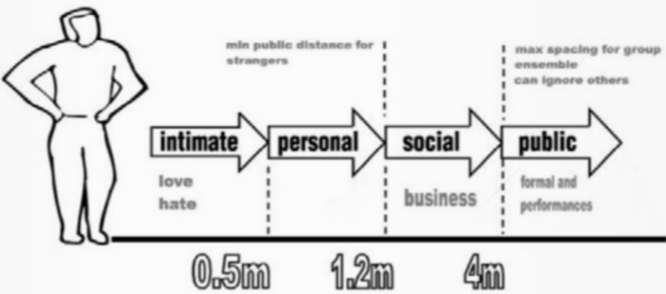 min public distance for
strangers
max spacing for group
ensemble
can ignore others
intimate
personal
social
public
love
hate
business
formal and
performances
0.5m
1.2m
4m